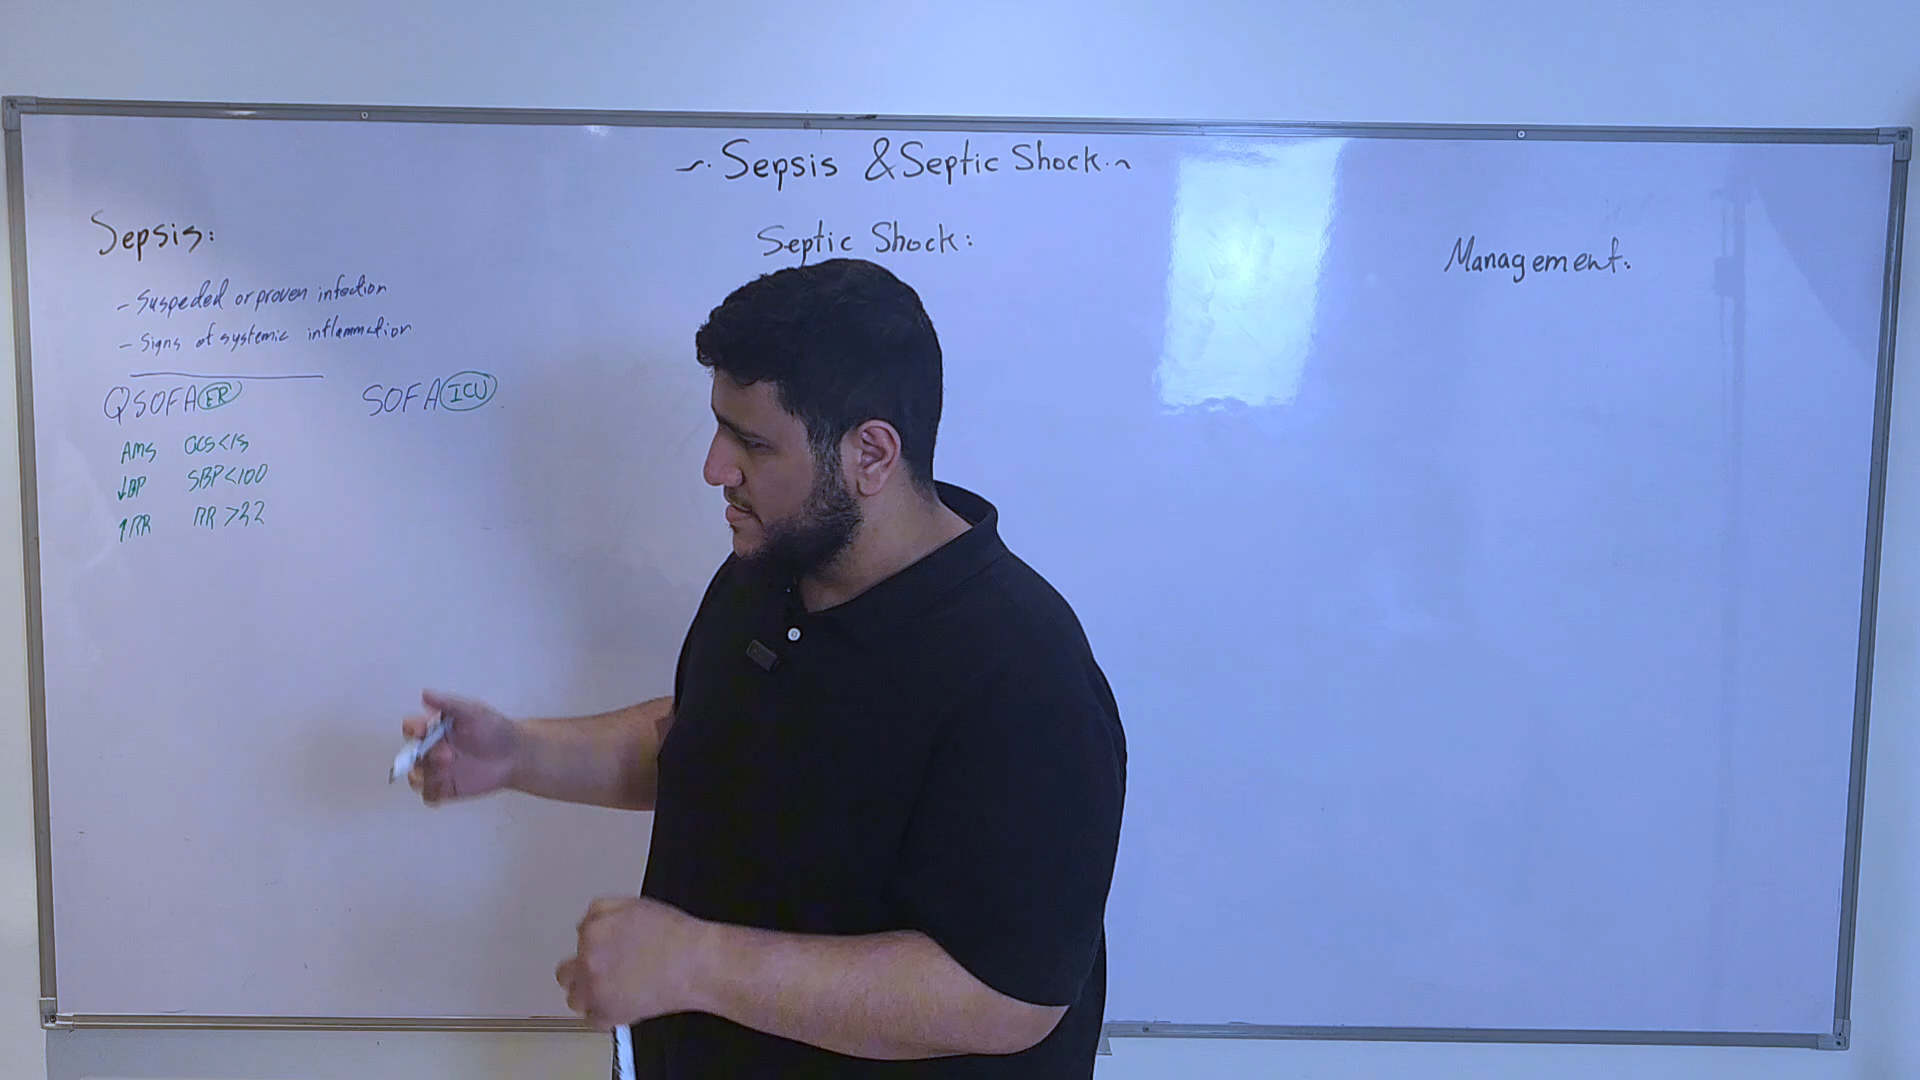 ~. Sepsis & Septic Shock .~
Sepsis:
- Suspected or proven infection
- Signs of systemic inflammation
QSOFA ER
AMS GCS<15
↓BP SBP<100
↑RR RR >22
SOFA ICU
Septic Shock:
Management: